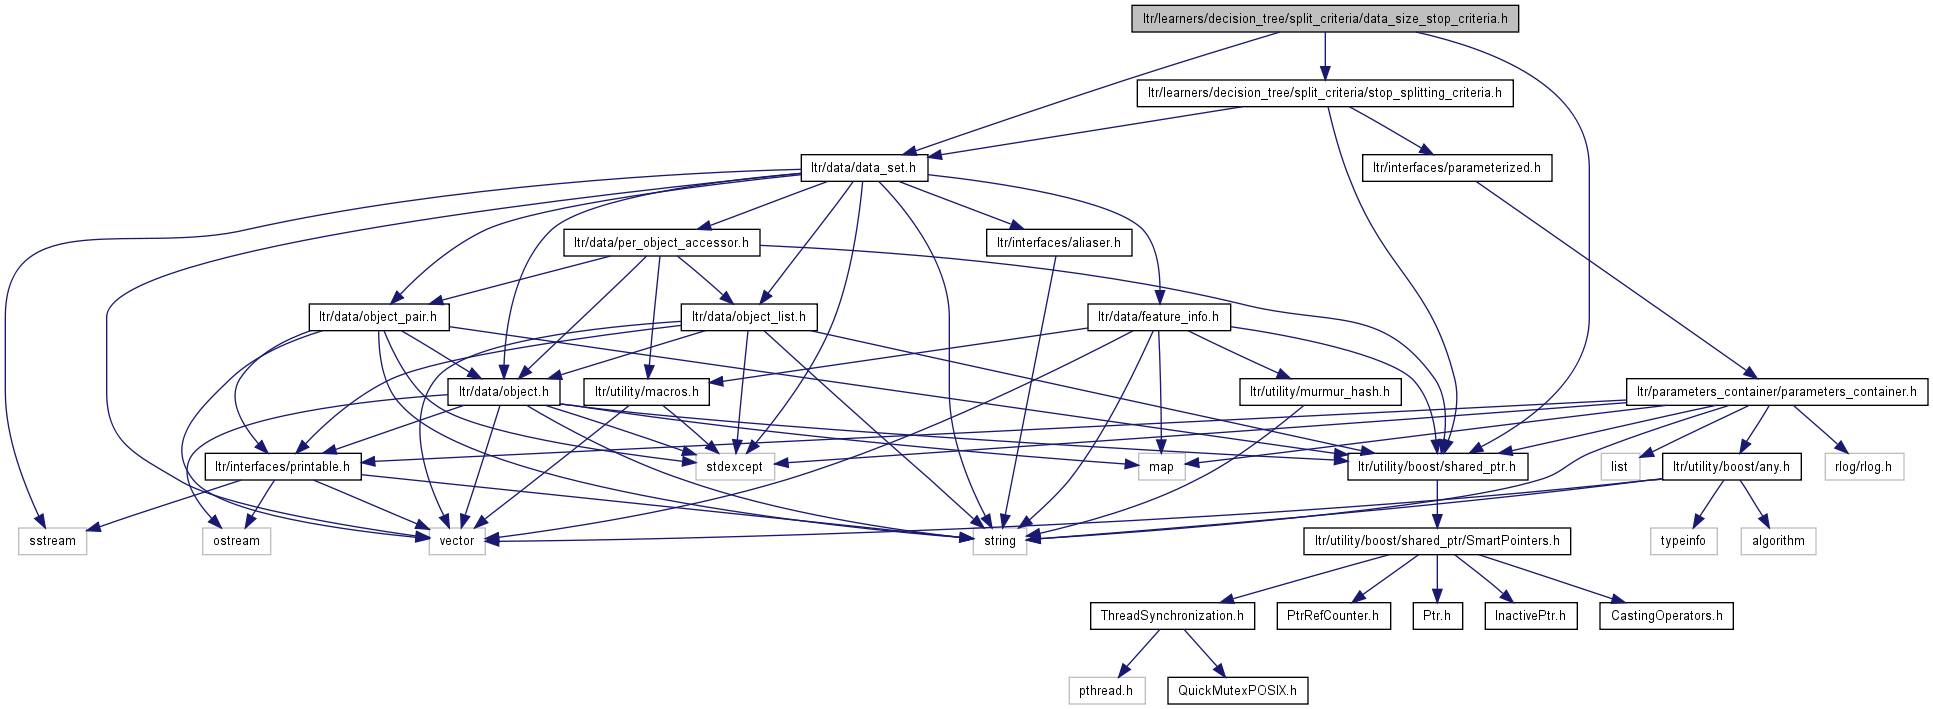 ltr/learners/decision_tree/split_criteria/data_size_stop_criteria.h
ltr/learners/decision_tree/split_criteria/stop_splitting_criteria.h
ltr/data/data_set.h
ltr/interfaces/parameterized.h
ltr/data/per_object_accessor.h
ltr/interfaces/aliaser.h
ltr/data/object_pair.h
ltr/data/object_list.h
ltr/data/feature_info.h
ltr/data/object.h
ltr/utility/macros.h
ltr/utility/murmur_hash.h
ltr/parameters_container/parameters_container.h
ltr/interfaces/printable.h
stdexcept
map
ltr/utility/boost/shared_ptr.h
list
ltr/utility/boost/any.h
rlog/rlog.h
sstream
ostream
vector
string
ltr/utility/boost/shared_ptr/SmartPointers.h
typeinfo
algorithm
ThreadSynchronization.h
PtrRefCounter.h
Ptr.h
InactivePtr.h
CastingOperators.h
pthread.h
QuickMutexPOSIX.h